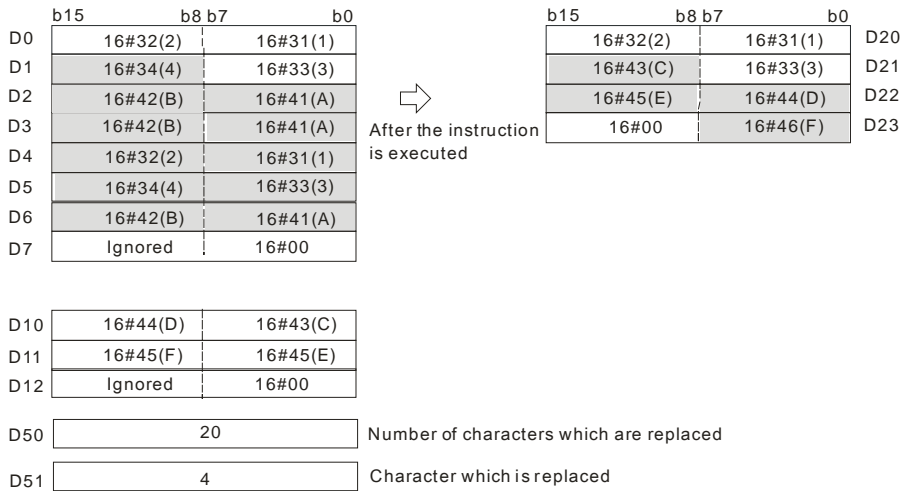 b15 b8 b7 b0 b15 b8 b7 b0
D0 16#32(2) 16#31(1) 16#32(2) 16#31(1) D20
D1 16#34(4) 16#33(3) 16#43(C) 16#33(3) D21
D2 16#42(B) 16#41(A) 16#45(E) 16#44(D) D22
D3 16#42(B) 16#41(A) After the instruction 16#00 16#46(F) D23
D4 16#32(2) 16#31(1) is executed
D5 16#34(4) 16#33(3)
D6 16#42(B) 16#41(A)
D7 Ignored 16#00
D10 16#44(D) 16#43(C)
D11 16#45(F) 16#45(E)
D12 Ignored 16#00
D50 20 Number of characters which are replaced
D51 4 Character which is replaced